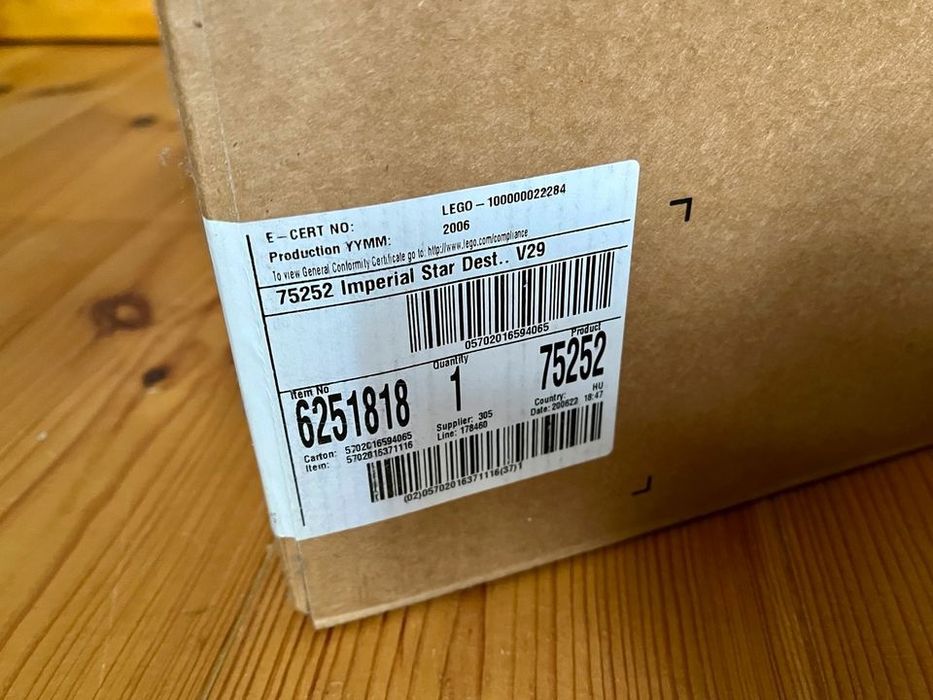 E-CERT NO: LEGO-100000022284
Production YYMM: 2006
To view General Conformity Certificate go to: http://www.lego.com/compliance
75252 Imperial Star Dest.. V29
05702016594065
Item No Quantity Product
6251818 1 75252
Carton: 5702016594065 Supplier: 305 Country: HU
Item: 5702016371116 Line: 178460 Date: 200622 18:47
(02)05702016371116(37)1